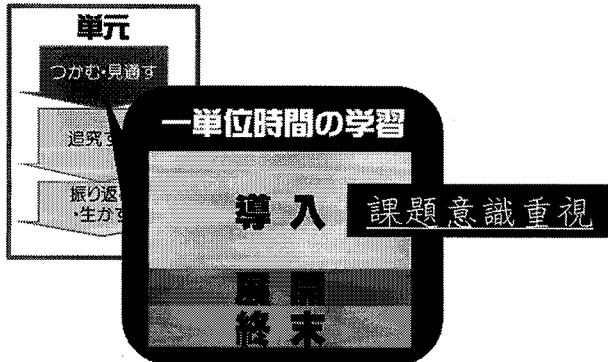 単元
つかむ・見通す
追究す
振り返
・生かす
一単位時間の学習
導入
課題意識重視
展開
終末